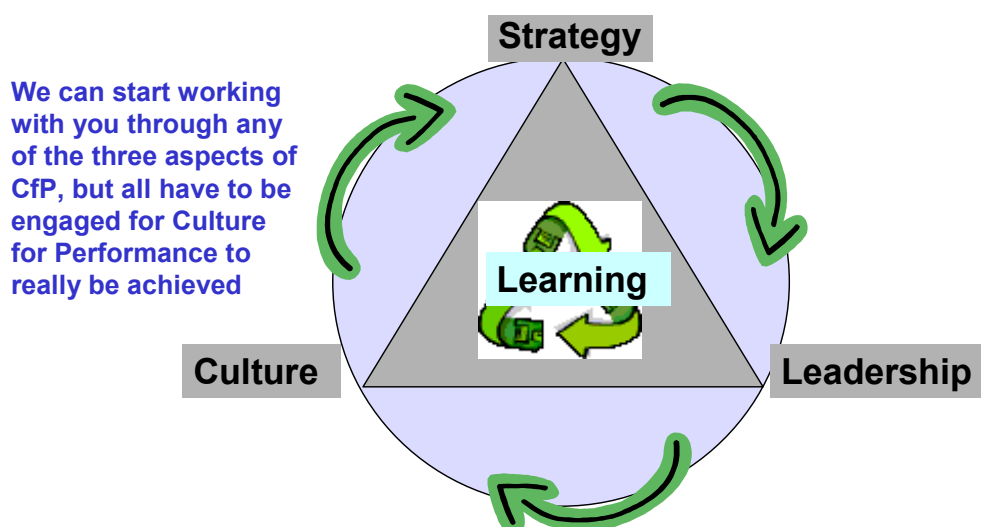 Strategy
We can start working
with you through any
of the three aspects of
CfP, but all have to be
engaged for Culture
for Performance to
really be achieved
Learning
Culture
Leadership